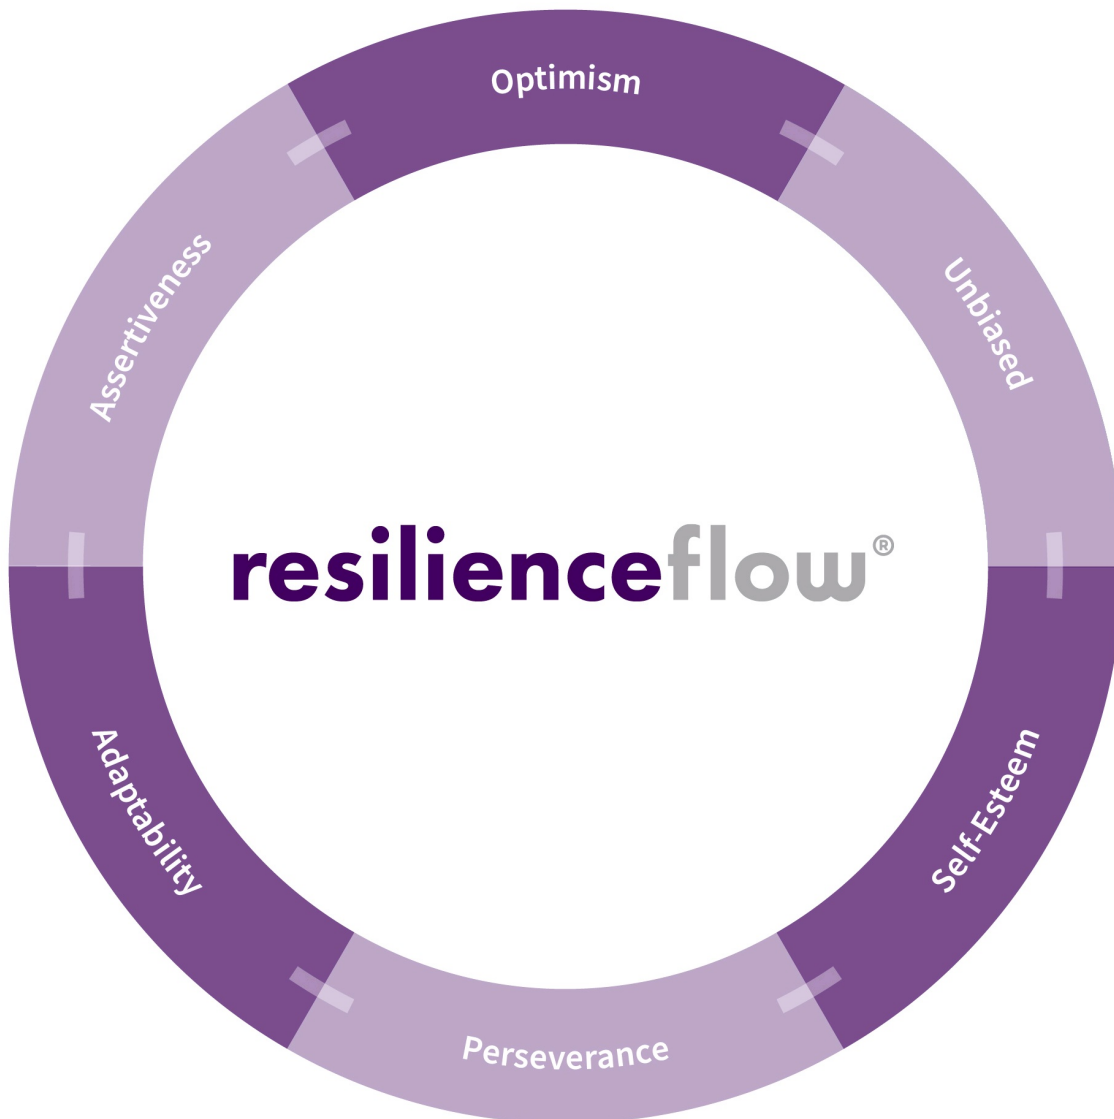 Optimism
Unbiased
Self-Esteem
Perseverance
Adaptability
Assertiveness
resilienceflow®